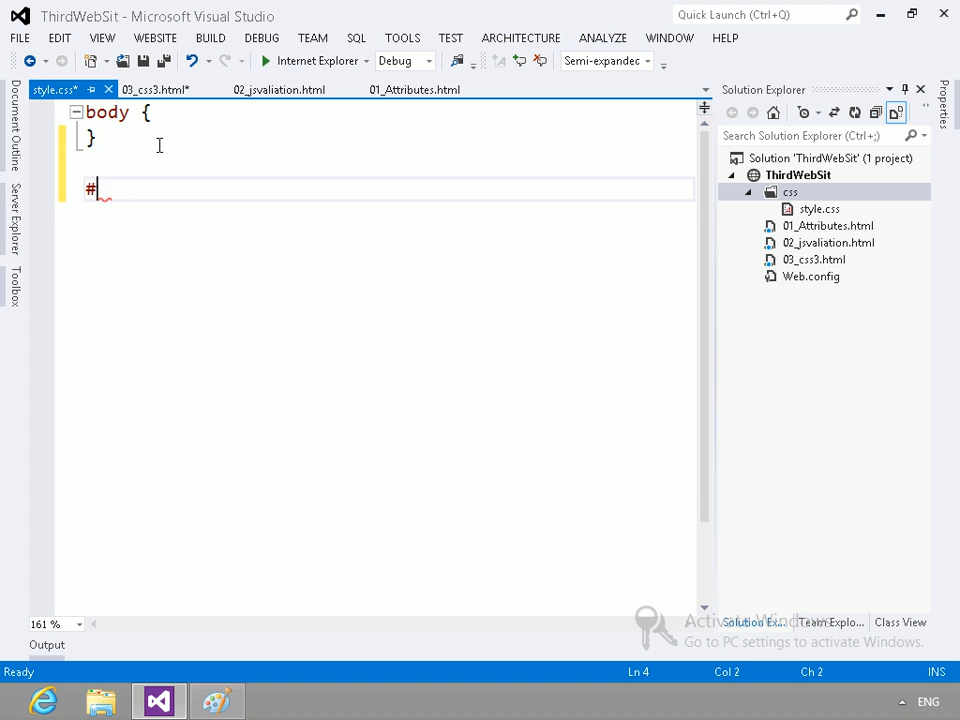 ThirdWebSit - Microsoft Visual Studio
Quick Launch (Ctrl+Q)
FILE EDIT VIEW WEBSITE BUILD DEBUG TEAM SQL TOOLS TEST ARCHITECTURE ANALYZE WINDOW HELP
Internet Explorer Debug Semi-expandec
style.css* 03_css3.html* 02_jsvaliation.html 01_Attributes.html
Document Outline
Server Explorer
Toolbox
body {
}
#
Solution Explorer
Search Solution Explorer (Ctrl+;)
Solution 'ThirdWebSit' (1 project)
ThirdWebSit
css
style.css
01_Attributes.html
02_jsvaliation.html
03_css3.html
Web.config
Properties
161 %
Activate Windows
Go to PC settings to activate Windows.
Solution Ex... Team Explo... Class View
Output
Ready Ln 4 Col 2 Ch 2 INS
ENG